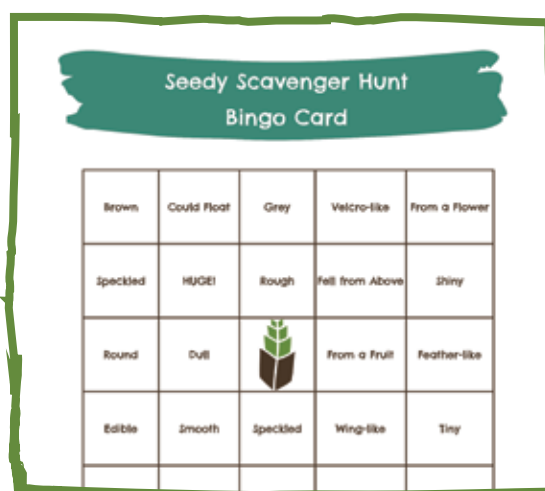 Seedy Scavenger Hunt
Bingo Card
Brown Could Float Grey Velcro-like From a Flower
Speckled HUGE! Rough Fell from Above Shiny
Round Dull From a Fruit Feather-like
Edible Smooth Speckled Wing-like Tiny